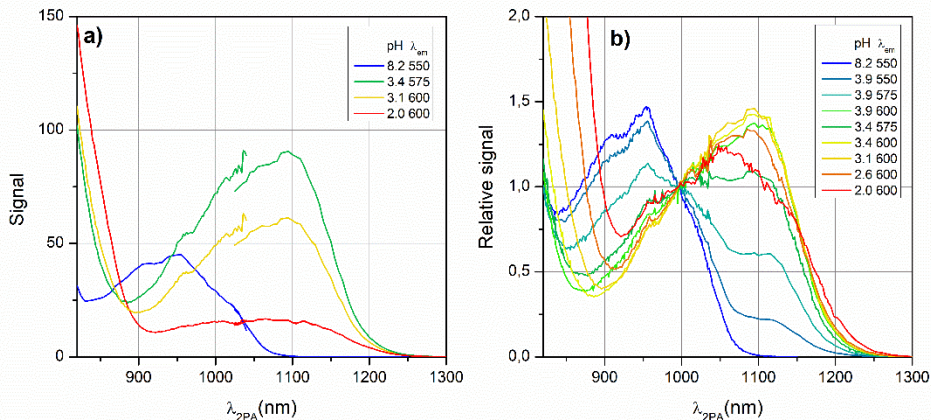 a)
150
100
50
0
Signal
900 1000 1100 1200 1300
λ2PA(nm)
pH λem
8.2 550
3.4 575
3.1 600
2.0 600
b)
2,0
1,5
1,0
0,5
0,0
Relative signal
900 1000 1100 1200 1300
λ2PA(nm)
pH λem
8.2 550
3.9 550
3.9 575
3.9 600
3.4 575
3.4 600
3.1 600
2.6 600
2.0 600